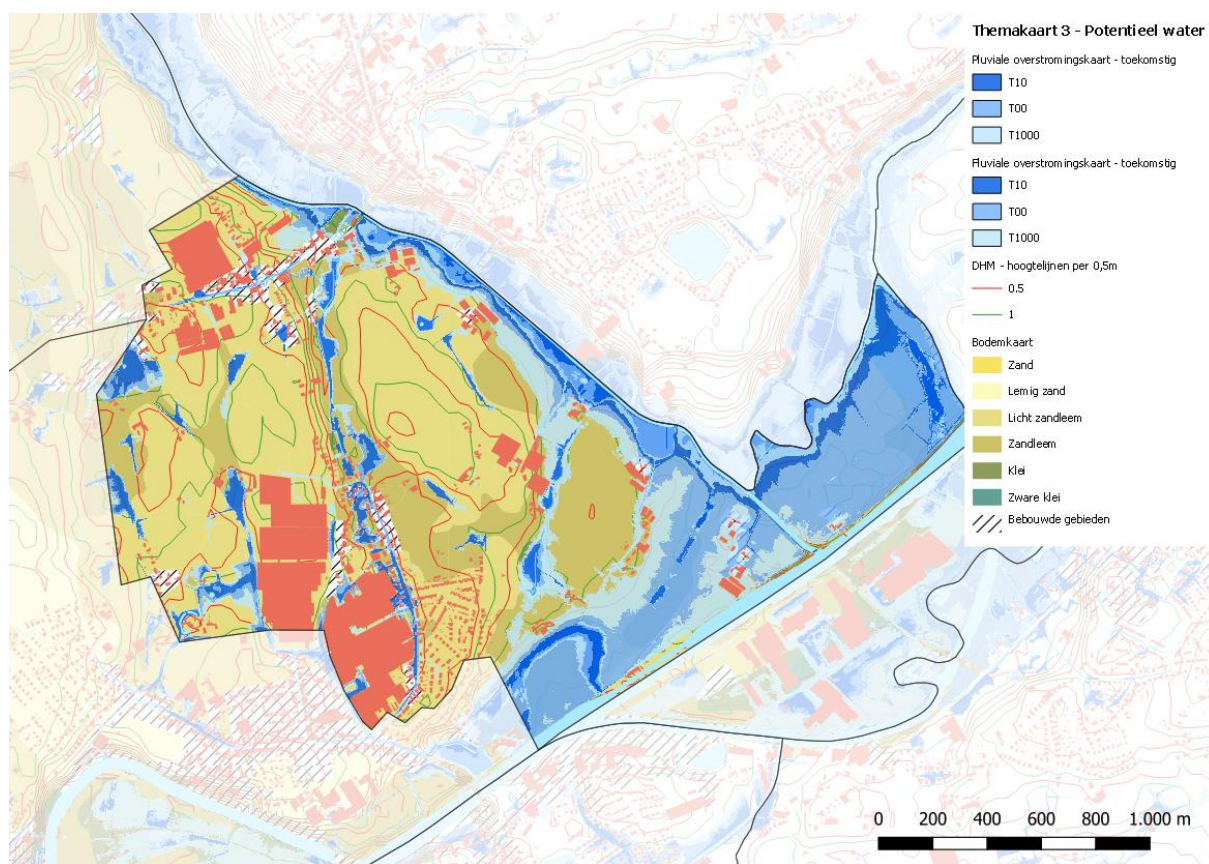 Themakaart 3 - Potentieel water
Pluviale overstromingskaart - toekomstig
T10
T00
T1000
Pluviale overstromingskaart - toekomstig
T10
T00
T1000
DHM - hoogtelijnen per 0,5m
0.5
1
Bodemkaart
Zand
Lemig zand
Licht zandleem
Zandleem
Klei
Zware klei
Bebouwde gebieden
0 200 400 600 800 1.000 m